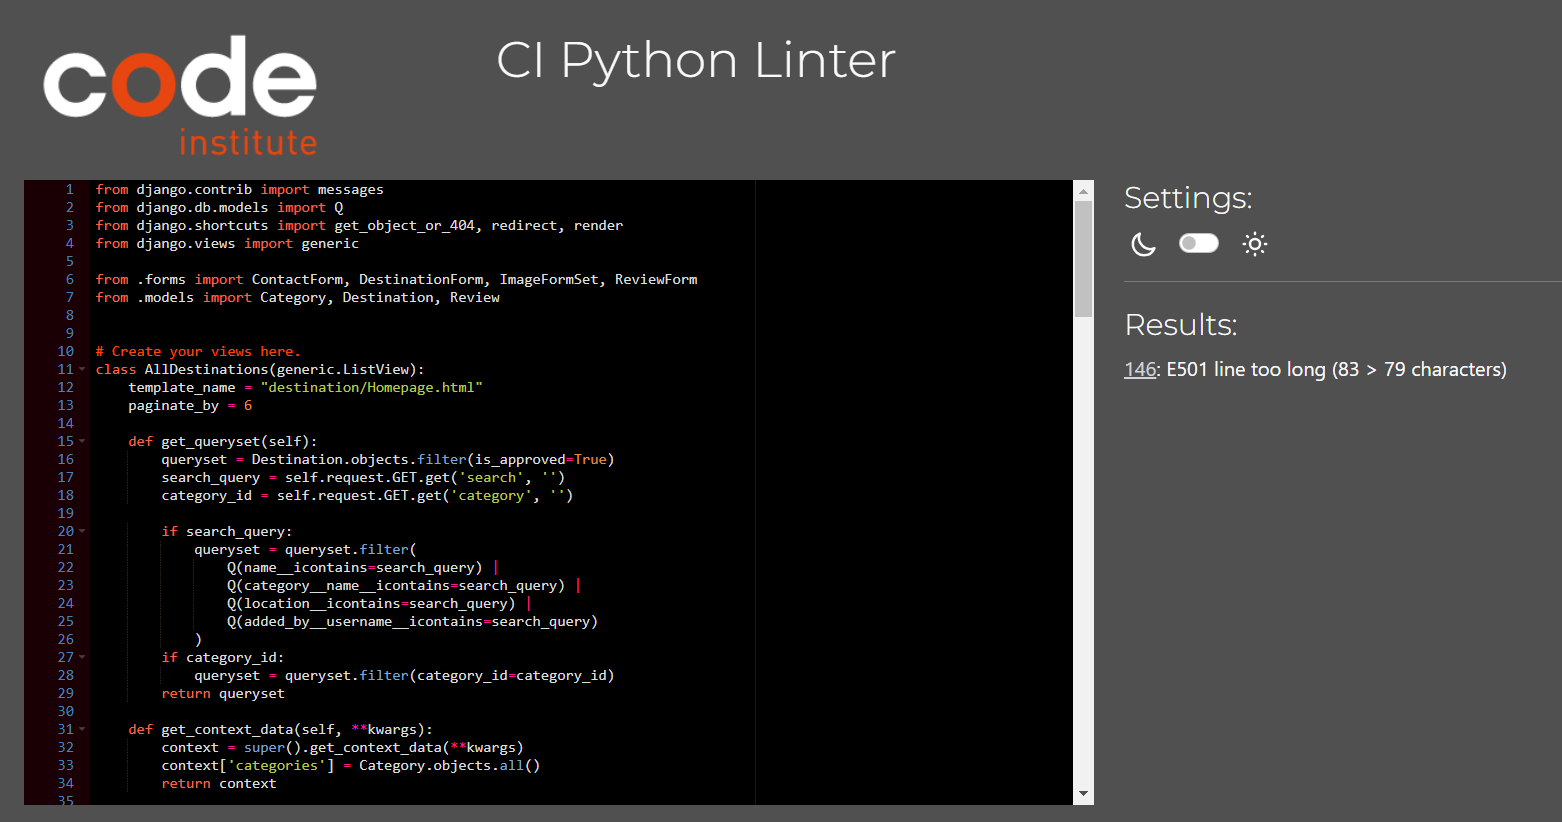 code
institute
CI Python Linter
1 from django.contrib import messages
2 from django.db.models import Q
3 from django.shortcuts import get_object_or_404, redirect, render
4 from django.views import generic
5
6 from .forms import ContactForm, DestinationForm, ImageFormSet, ReviewForm
7 from .models import Category, Destination, Review
8
9
10 # Create your views here.
11 class AllDestinations(generic.ListView):
12     template_name = "destination/Homepage.html"
13     paginate_by = 6
14
15     def get_queryset(self):
16         queryset = Destination.objects.filter(is_approved=True)
17         search_query = self.request.GET.get('search', '')
18         category_id = self.request.GET.get('category', '')
19
20         if search_query:
21             queryset = queryset.filter(
22                 Q(name__icontains=search_query) |
23                 Q(category__name__icontains=search_query) |
24                 Q(location__icontains=search_query) |
25                 Q(added_by__username__icontains=search_query)
26             )
27         if category_id:
28             queryset = queryset.filter(category_id=category_id)
29         return queryset
30
31     def get_context_data(self, **kwargs):
32         context = super().get_context_data(**kwargs)
33         context['categories'] = Category.objects.all()
34         return context
35
Settings:
Results:
146: E501 line too long (83 > 79 characters)